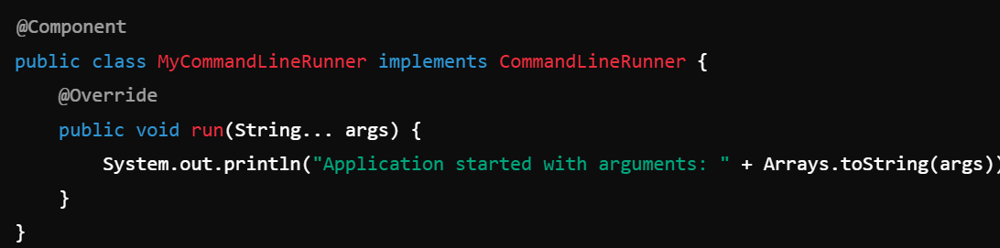 @Component
public class MyCommandLineRunner implements CommandLineRunner {
    @Override
    public void run(String... args) {
        System.out.println("Application started with arguments: " + Arrays.toString(args))
    }
}